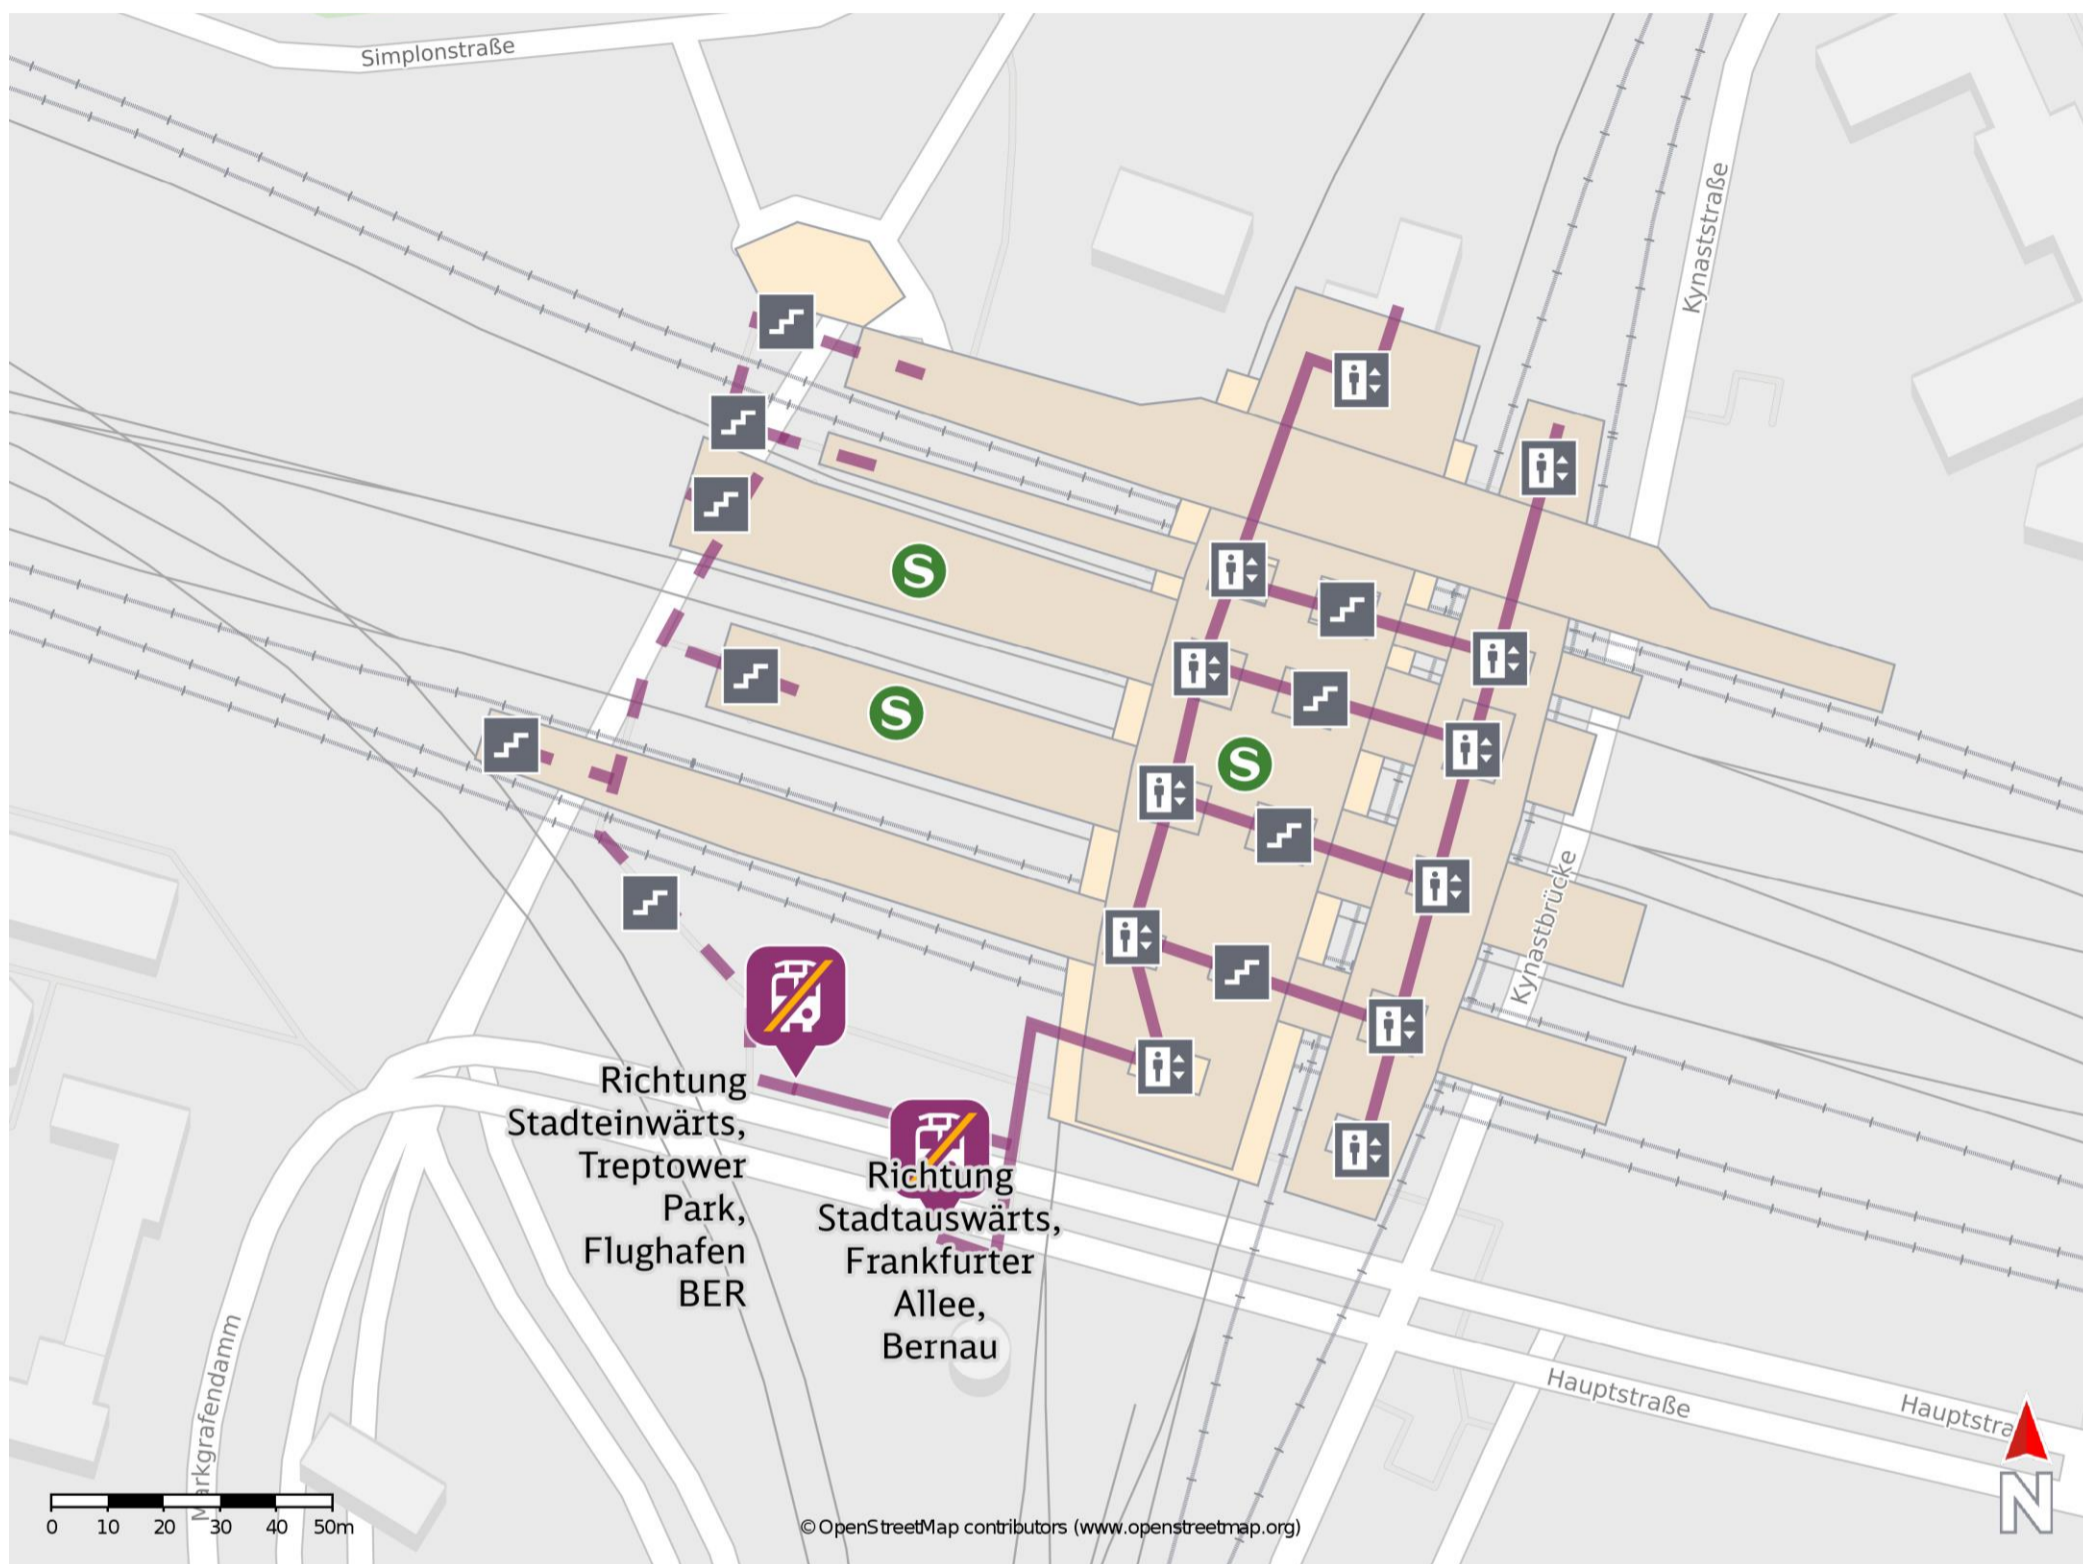 Simplonstraße
Kynaststraße
S
S
S
Kynastbrücke
Richtung
Stadteinwärts,
Treptower
Park,
Flughafen
BER
Richtung
Stadtauswärts,
Frankfurter
Allee,
Bernau
Markgrafendamm
Hauptstraße
Hauptstra
N
0 10 20 30 40 50m
© OpenStreetMap contributors (www.openstreetmap.org)